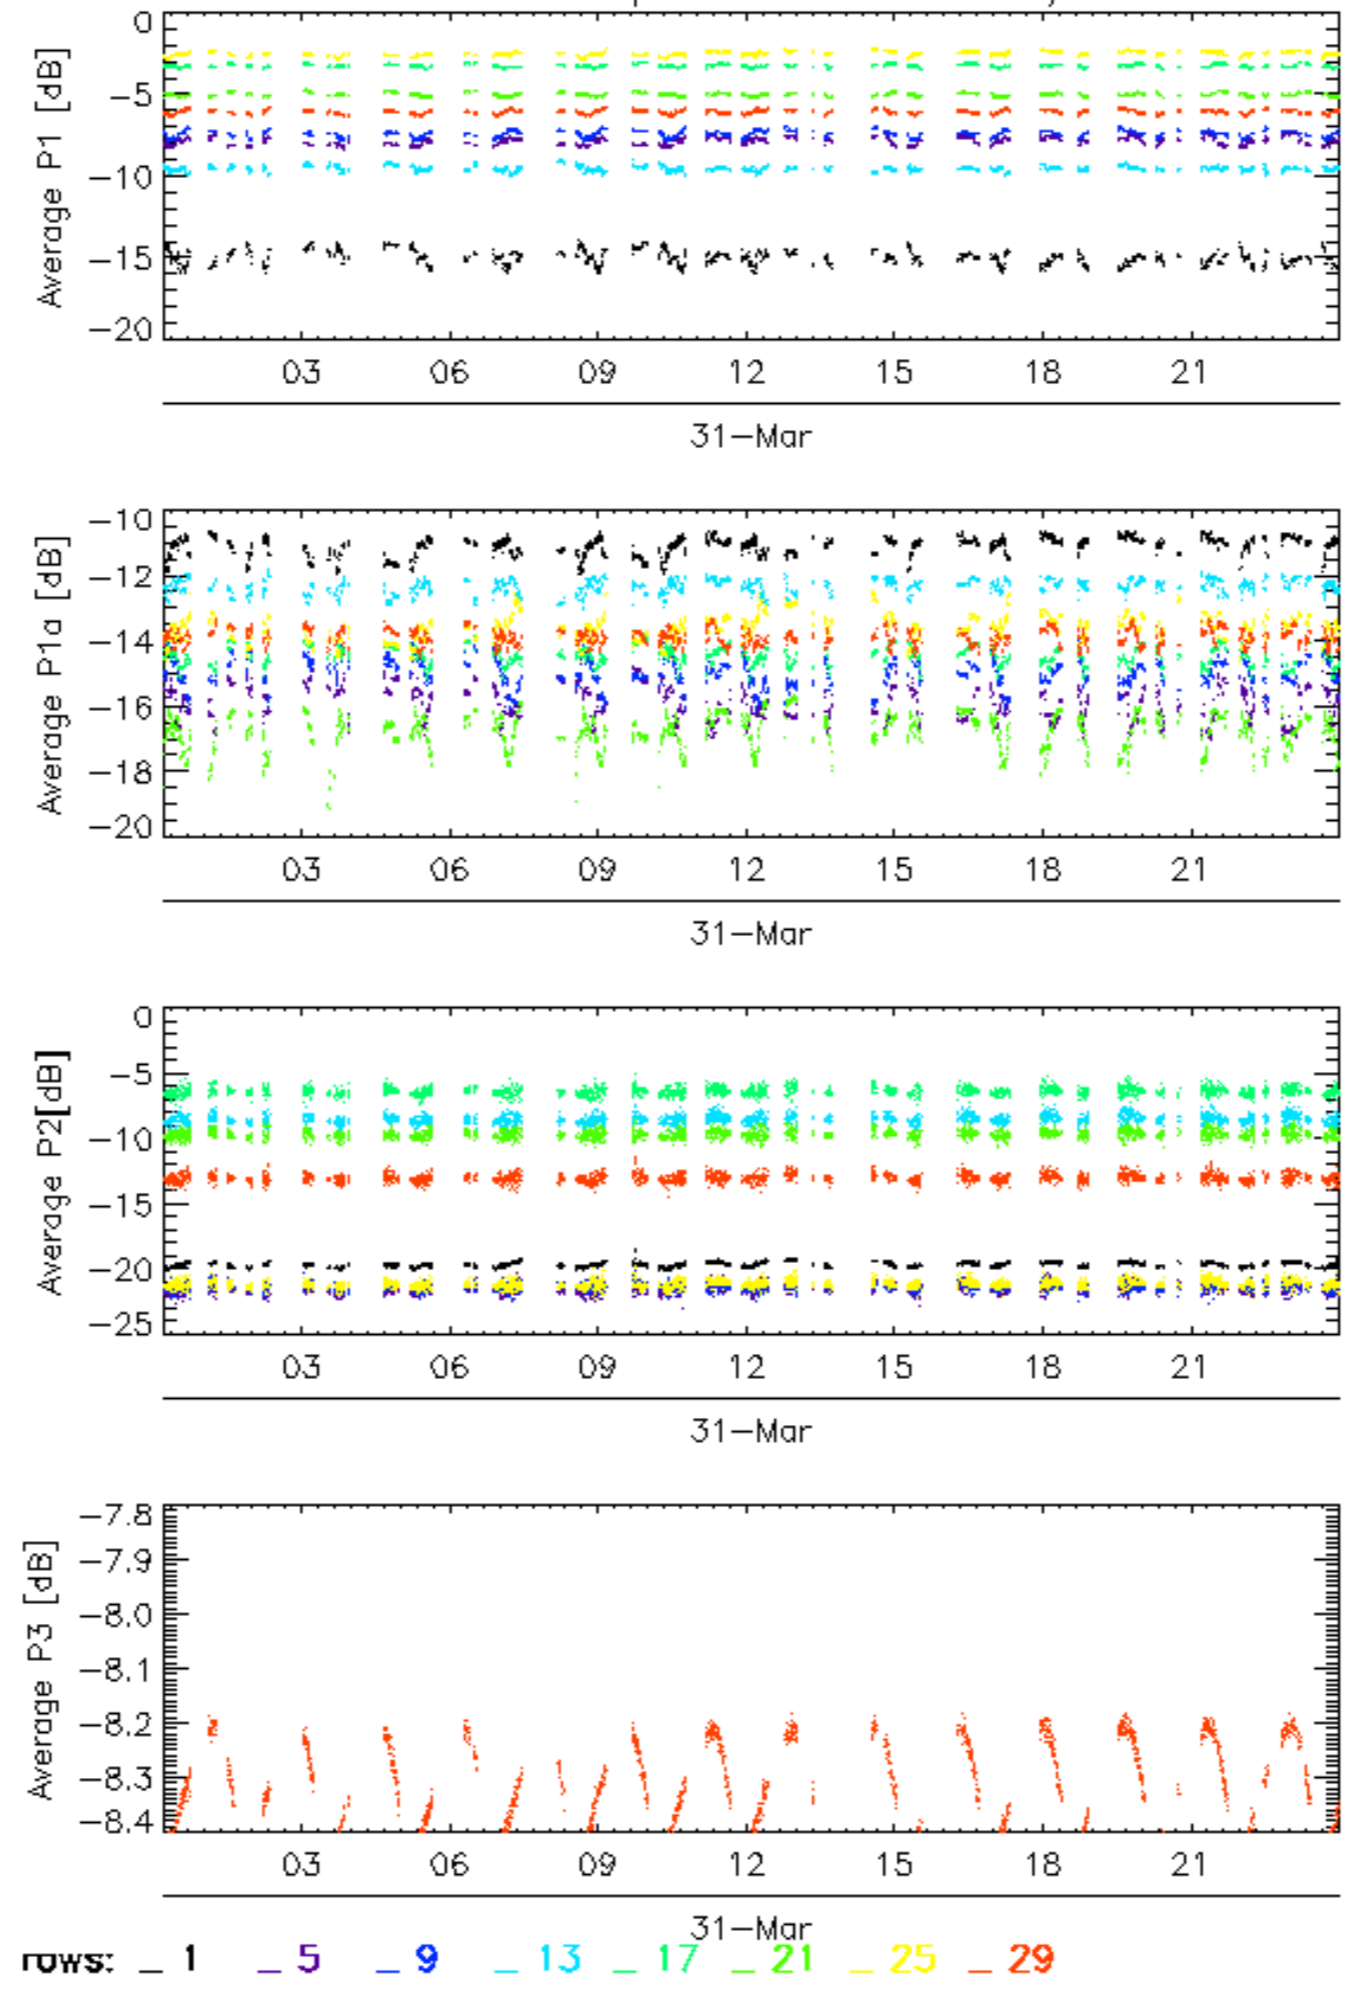 Average P1 [dB]
0
−5
−10
−15
−20
03 06 09 12 15 18 21
31−Mar
Average P1a [dB]
−10
−12
−14
−16
−18
−20
03 06 09 12 15 18 21
31−Mar
Average P2[dB]
0
−5
−10
−15
−20
−25
03 06 09 12 15 18 21
31−Mar
Average P3 [dB]
−7.8
−7.9
−8.0
−8.1
−8.2
−8.3
−8.4
03 06 09 12 15 18 21
31−Mar
rows: _ 1 _ 5 _ 9 _ 13 _ 17 _ 21 _ 25 _ 29